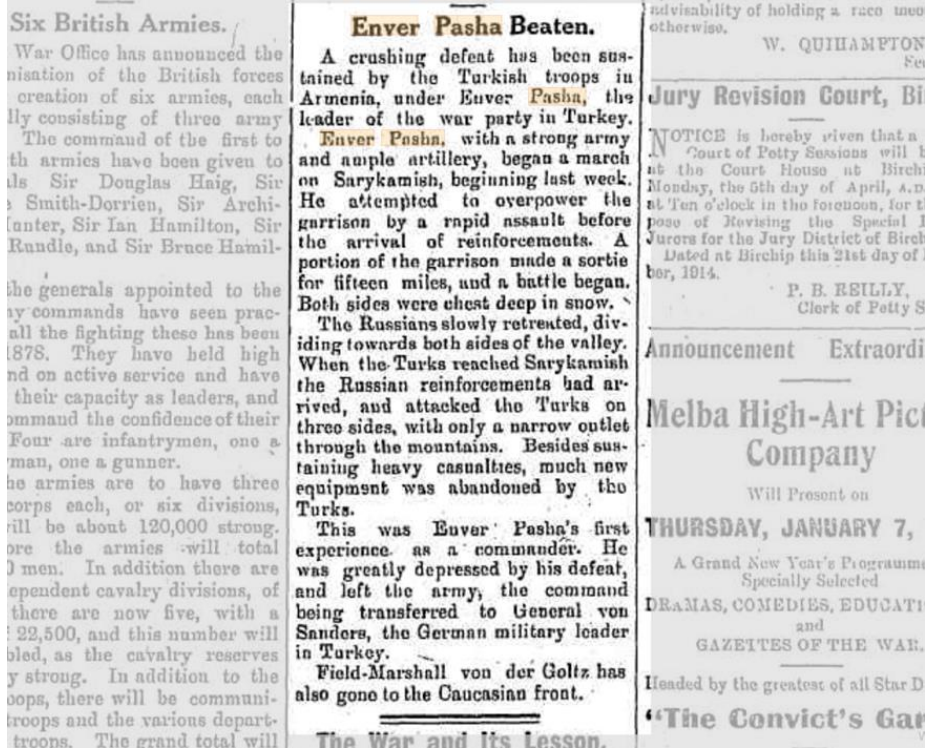 Six British Armies.
War Office has announced the
nisation of the British forces
creation of six armies, each
lly consisting of three army
The command of the first to
th armies have been given to
ls Sir Douglas Haig, Sir
Smith-Dorrien, Sir Archi-
Hunter, Sir Ian Hamilton, Sir
Rundle, and Sir Bruce Hamil-
the generals appointed to the
ny commands have seen prac-
all the fighting these has been
1878. They have held high
nd on active service and have
their capacity as leaders, and
ommand the confidence of their
Four are infantrymen, one a
man, one a gunner.
he armies are to have three
corps each, or six divisions,
ill be about 120,000 strong.
ore the armies will total
0 men. In addition there are
ependent cavalry divisions, of
there are now five, with a
22,500, and this number will
bled, as the cavalry reserves
y strong. In addition to the
oops, there will be communi-
troops and the various depart-
troops. The grand total will
Enver Pasha Beaten.
A crushing defeat has been sus-
tained by the Turkish troops in
Armenia, under Enver Pasha, the
leader of the war party in Turkey.
Enver Pasha, with a strong army
and ample artillery, began a march
on Sarykamish, beginning last week.
He attempted to overpower the
garrison by a rapid assault before
the arrival of reinforcements. A
portion of the garrison made a sortie
for fifteen miles, and a battle began.
Both sides were chest deep in snow.
The Russians slowly retreated, div-
iding towards both sides of the valley.
When the Turks reached Sarykamish
the Russian reinforcements had ar-
rived, and attacked the Turks on
three sides, with only a narrow outlet
through the mountains. Besides sus-
taining heavy casualties, much new
equipment was abandoned by the
Turks.
This was Enver Pasha's first
experience as a commander. He
was greatly depressed by his defeat,
and left the army, the command
being transferred to General von
Sanders, the German military leader
in Turkey.
Field-Marshall von der Goltz has
also gone to the Caucasian front.
The War and Its Lesson.
advisability of holding a race mee
otherwise.
W. QUIHAMPTON
Sec
Jury Revision Court, Bi
NOTICE is hereby given that a
Court of Petty Sessions will b
at the Court House at Birchi
Monday, the 5th day of April, A.D.
at Ten o'clock in the forenoon, for t
pose of Revising the Special
Jurors for the Jury District of Birch
Dated at Birchip this 21st day of
ber, 1914.
P. B. REILLY,
Clerk of Petty S
Announcement Extraordi
Melba High-Art Pict
Company
Will Present on
THURSDAY, JANUARY 7,
A Grand New Year's Programme
Specially Selected
DRAMAS, COMEDIES, EDUCATI
and
GAZETTES OF THE WAR.
Headed by the greatest of all Star D
"The Convict's Gar